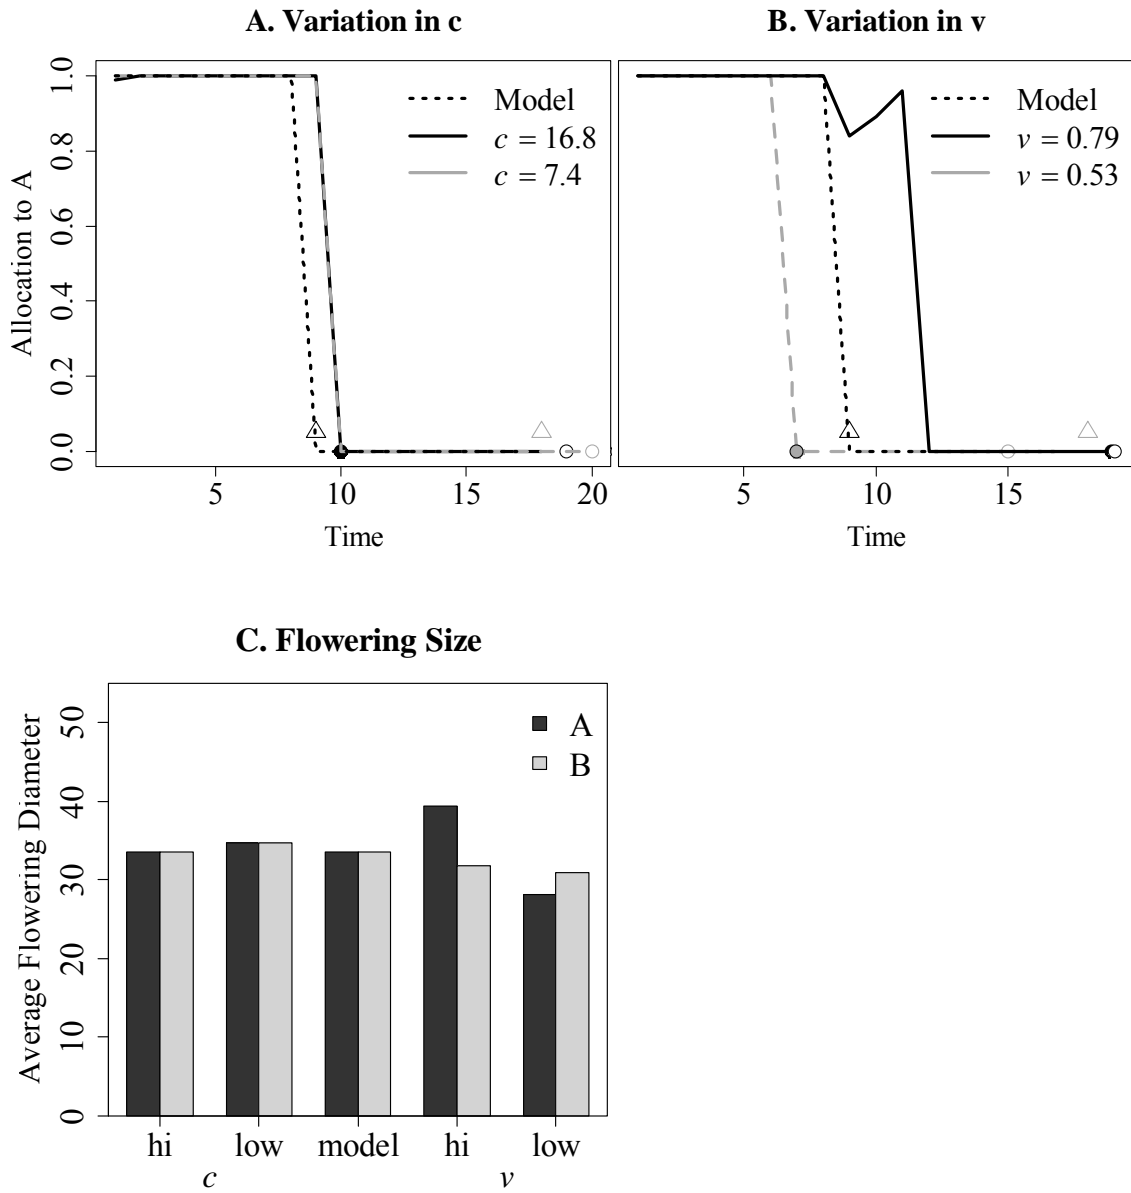 A. Variation in c
Allocation to A
0.0 0.2 0.4 0.6 0.8 1.0
Model
c = 16.8
c = 7.4
5 10 15 20
Time
B. Variation in v
Model
v = 0.79
v = 0.53
5 10 15
Time
C. Flowering Size
Average Flowering Diameter
0 10 20 30 40 50
A
B
hi low model hi low
c v